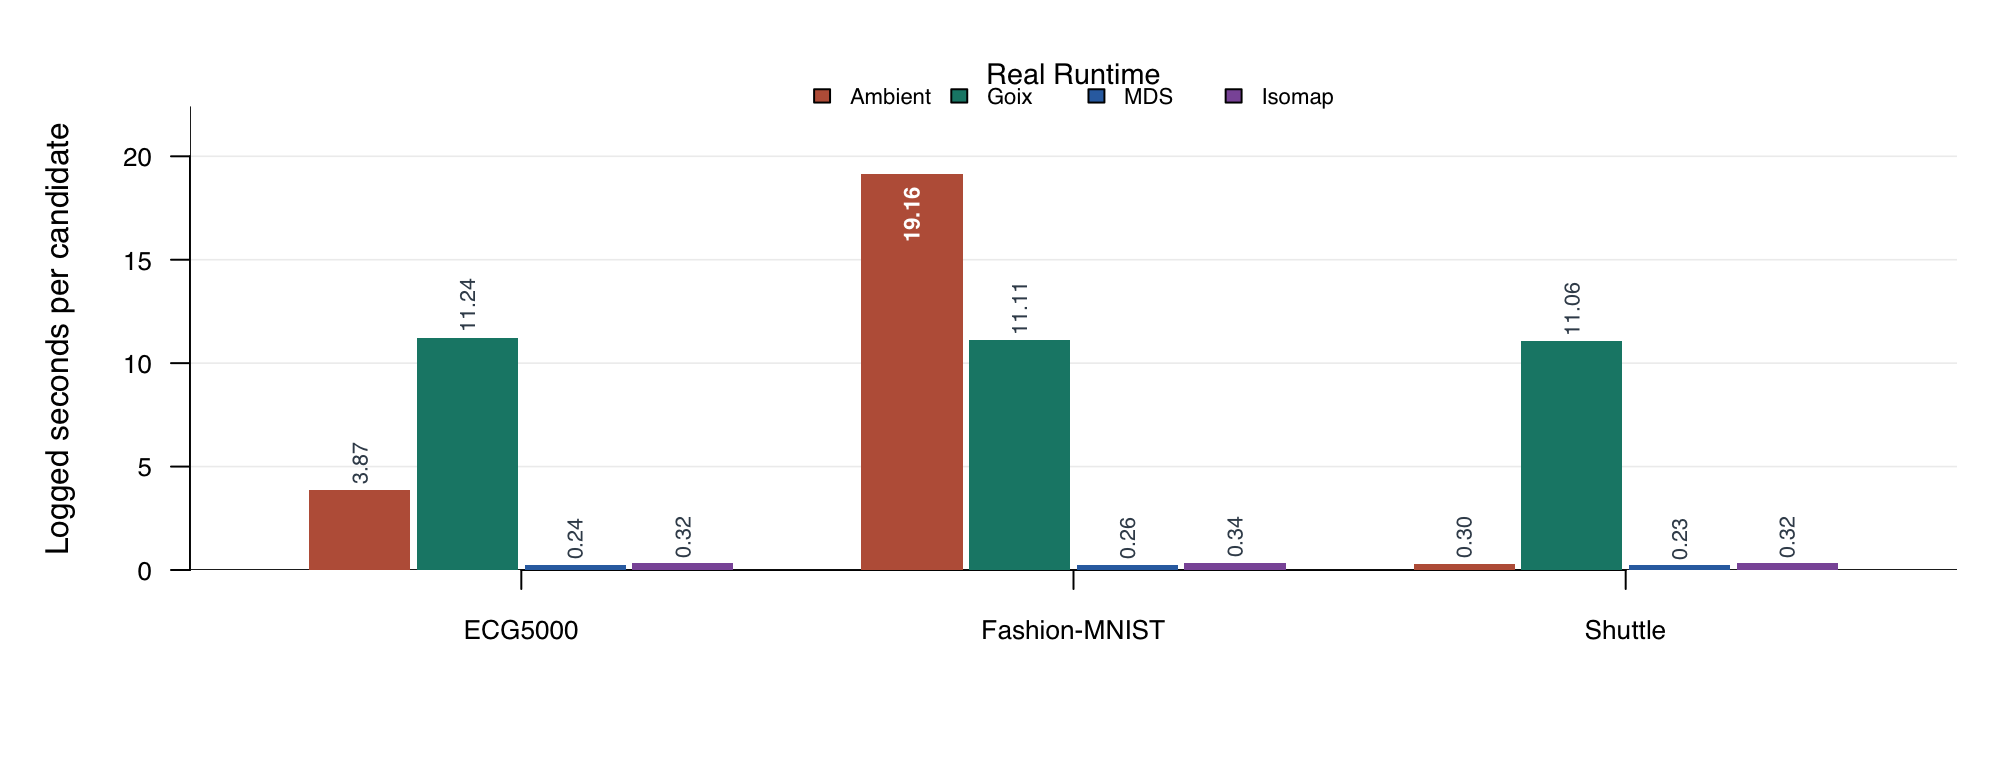 Real Runtime
Ambient Goix MDS Isomap
Logged seconds per candidate
20
15
10
5
0
3.87 11.24 0.24 0.32
19.16 11.11 0.26 0.34
0.30 11.06 0.23 0.32
ECG5000 Fashion-MNIST Shuttle